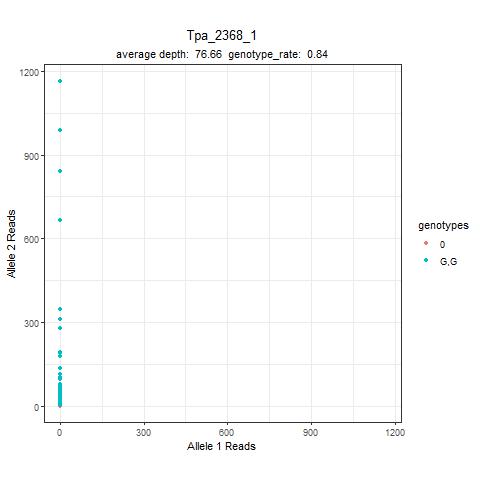 Tpa_2368_1
average depth:  76.66  genotype_rate:  0.84
1200
900
600
300
0
Allele 2 Reads
0 300 600 900 1200
Allele 1 Reads
genotypes
0
G,G